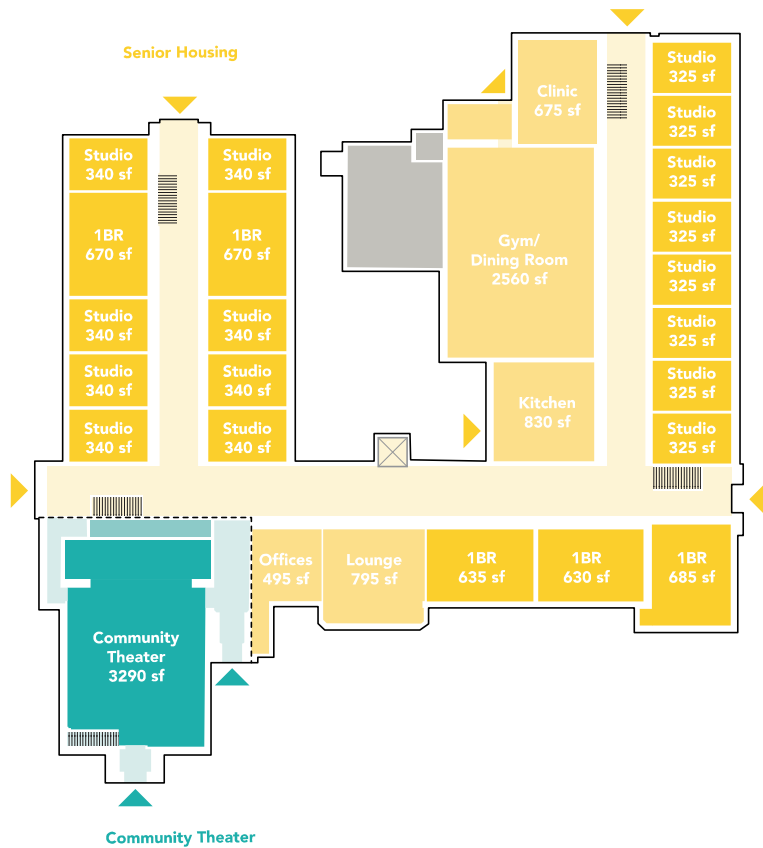 Senior Housing
Studio
340 sf
1BR
670 sf
Studio
340 sf
Studio
340 sf
Studio
340 sf
Studio
340 sf
1BR
670 sf
Studio
340 sf
Studio
340 sf
Studio
340 sf
Clinic
675 sf
Gym/
Dining Room
2560 sf
Kitchen
830 sf
Studio
325 sf
Studio
325 sf
Studio
325 sf
Studio
325 sf
Studio
325 sf
Studio
325 sf
Studio
325 sf
Studio
325 sf
Offices
495 sf
Lounge
795 sf
1BR
635 sf
1BR
630 sf
1BR
685 sf
Community
Theater
3290 sf
Community Theater